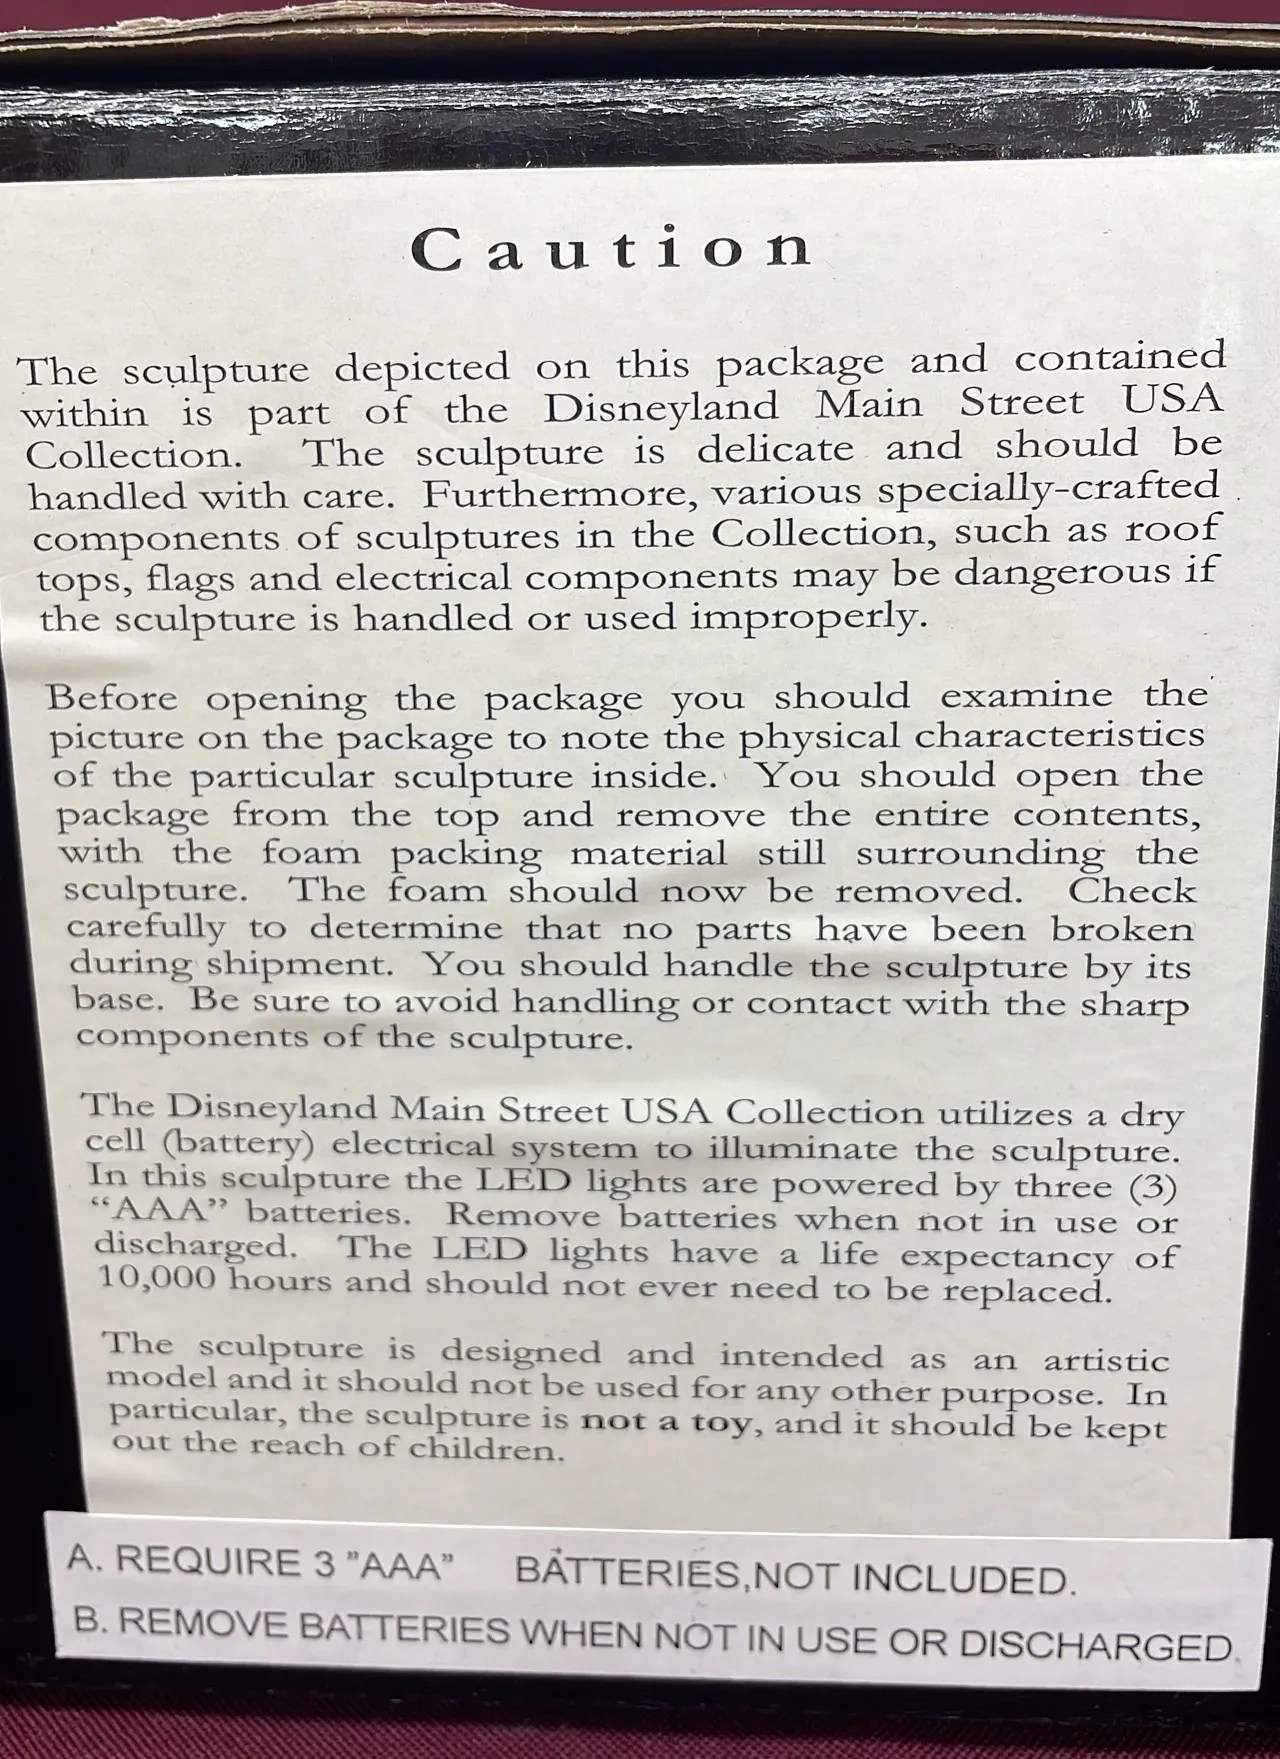 Caution
The sculpture depicted on this package and contained
within is part of the Disneyland Main Street USA
Collection. The sculpture is delicate and should be
handled with care. Furthermore, various specially-crafted
components of sculptures in the Collection, such as roof
tops, flags and electrical components may be dangerous if
the sculpture is handled or used improperly.
Before opening the package you should examine the
picture on the package to note the physical characteristics
of the particular sculpture inside. You should open the
package from the top and remove the entire contents,
with the foam packing material still surrounding the
sculpture. The foam should now be removed. Check
carefully to determine that no parts have been broken
during shipment. You should handle the sculpture by its
base. Be sure to avoid handling or contact with the sharp
components of the sculpture.
The Disneyland Main Street USA Collection utilizes a dry
cell (battery) electrical system to illuminate the sculpture.
In this sculpture the LED lights are powered by three (3)
“AAA” batteries. Remove batteries when not in use or
discharged. The LED lights have a life expectancy of
10,000 hours and should not ever need to be replaced.
The sculpture is designed and intended as an artistic
model and it should not be used for any other purpose. In
particular, the sculpture is not a toy, and it should be kept
out the reach of children.
A. REQUIRE 3 ”AAA” BATTERIES,NOT INCLUDED.
B. REMOVE BATTERIES WHEN NOT IN USE OR DISCHARGED.